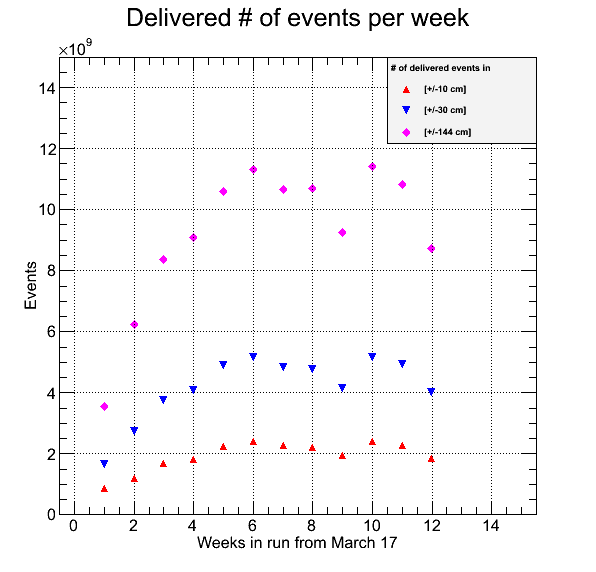 Delivered # of events per week
×10⁹
# of delivered events in
[+/-10 cm]
[+/-30 cm]
[+/-144 cm]
14
12
10
8
6
4
2
0
Events
0 2 4 6 8 10 12 14
Weeks in run from March 17